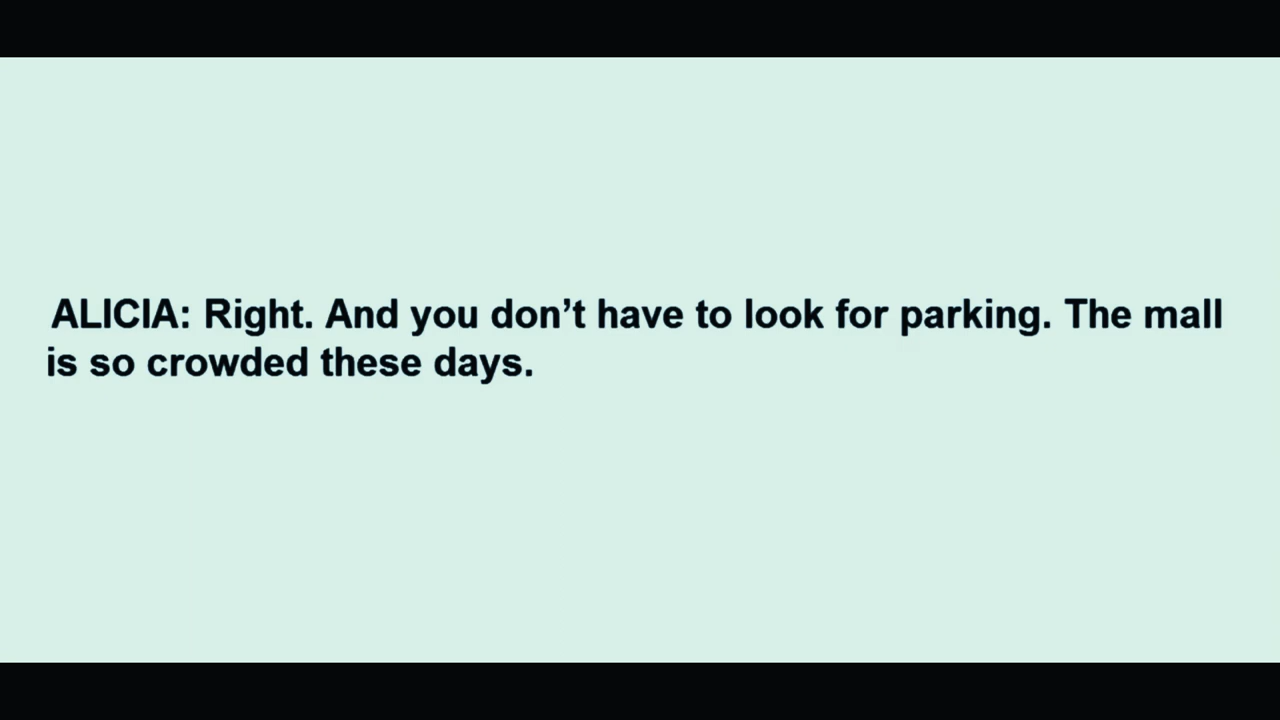 ALICIA: Right. And you don’t have to look for parking. The mall
is so crowded these days.